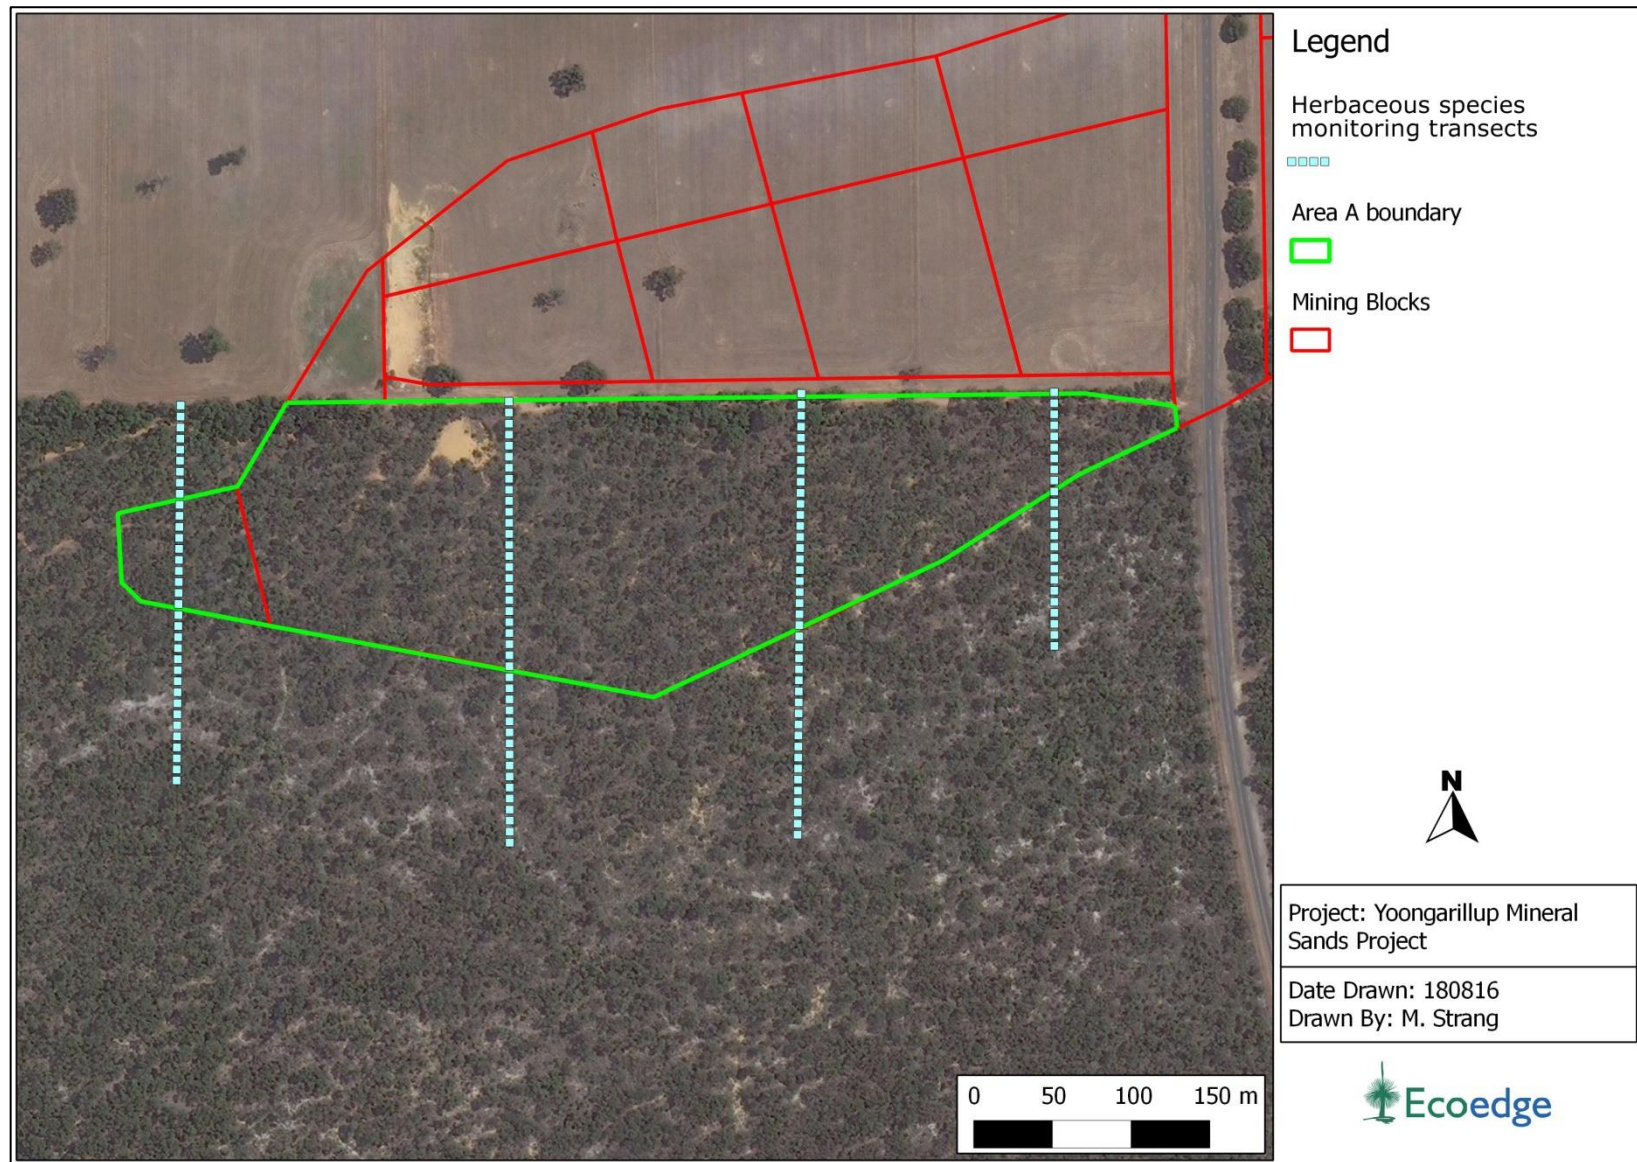 Legend
Herbaceous species
monitoring transects
Area A boundary
Mining Blocks
N
Project: Yoongarillup Mineral
Sands Project
Date Drawn: 180816
Drawn By: M. Strang
0 50 100 150 m
Ecoedge